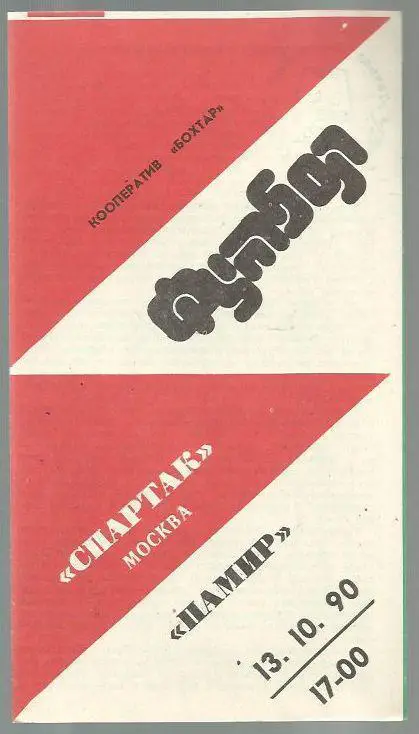 КООПЕРАТИВ «БОХТАР»
футбол
«СПАРТАК»
МОСКВА
«ПАМИР»
13. 10. 90
17-00